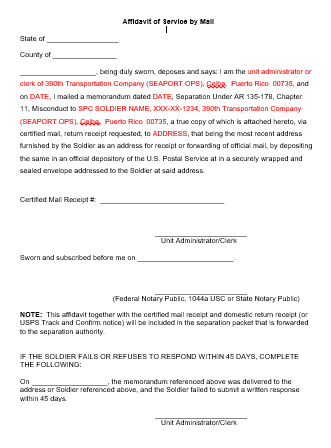 Affidavit of Service by Mail
State of ____________________
County of __________________
_____________________, being duly sworn, deposes and says: I am the unit administrator or
clerk of 390th Transportation Company (SEAPORT OPS), Ceiba, Puerto Rico 00735, and
on DATE, I mailed a memorandum dated DATE, Separation Under AR 135-178, Chapter
11, Misconduct to SPC SOLDIER NAME, XXX-XX-1234, 390th Transportation Company
(SEAPORT OPS), Ceiba, Puerto Rico 00735, a true copy of which is attached hereto, via
certified mail, return receipt requested, to ADDRESS, that being the most recent address
furnished by the Soldier as an address for receipt or forwarding of official mail, by depositing
the same in an official depository of the U.S. Postal Service at in a securely wrapped and
sealed envelope addressed to the Soldier at said address.
Certified Mail Receipt #: ___________________________________
__________________________
Unit Administrator/Clerk
Sworn and subscribed before me on ___________________________.
__________________________
(Federal Notary Public, 1044a USC or State Notary Public)
NOTE: This affidavit together with the certified mail receipt and domestic return receipt (or
USPS Track and Confirm notice) will be included in the separation packet that is forwarded
to the separation authority.
IF THE SOLDIER FAILS OR REFUSES TO RESPOND WITHIN 45 DAYS, COMPLETE
THE FOLLOWING:
On _____________________, the memorandum referenced above was delivered to the
address or Soldier referenced above, and the Soldier failed to submit a written response
within 45 days.
__________________________
Unit Administrator/Clerk